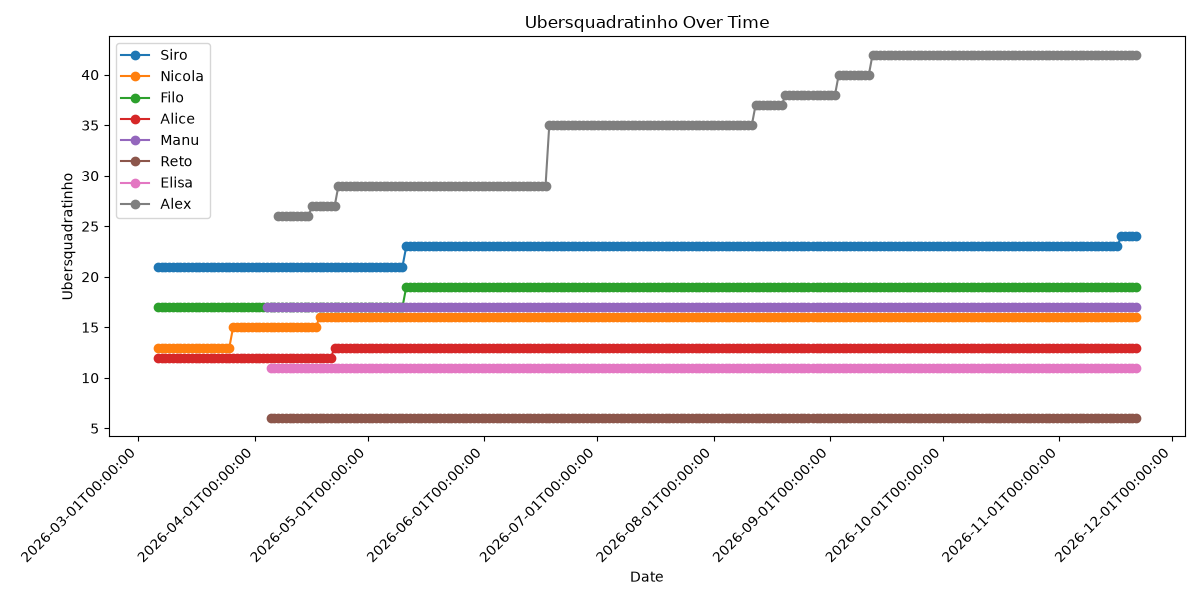 Ubersquadratinho Over Time
Siro
Nicola
Filo
Alice
Manu
Reto
Elisa
Alex
Ubersquadratinho
40
35
30
25
20
15
10
5
2026-03-01T00:00:00
2026-04-01T00:00:00
2026-05-01T00:00:00
2026-06-01T00:00:00
2026-07-01T00:00:00
2026-08-01T00:00:00
2026-09-01T00:00:00
2026-10-01T00:00:00
2026-11-01T00:00:00
2026-12-01T00:00:00
Date